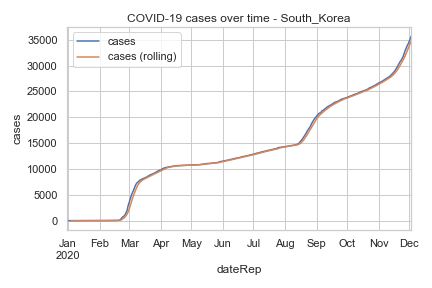 COVID-19 cases over time - South_Korea
cases
cases (rolling)
35000
30000
25000
20000
15000
10000
5000
0
cases
Jan Feb Mar Apr May Jun Jul Aug Sep Oct Nov Dec
2020
dateRep